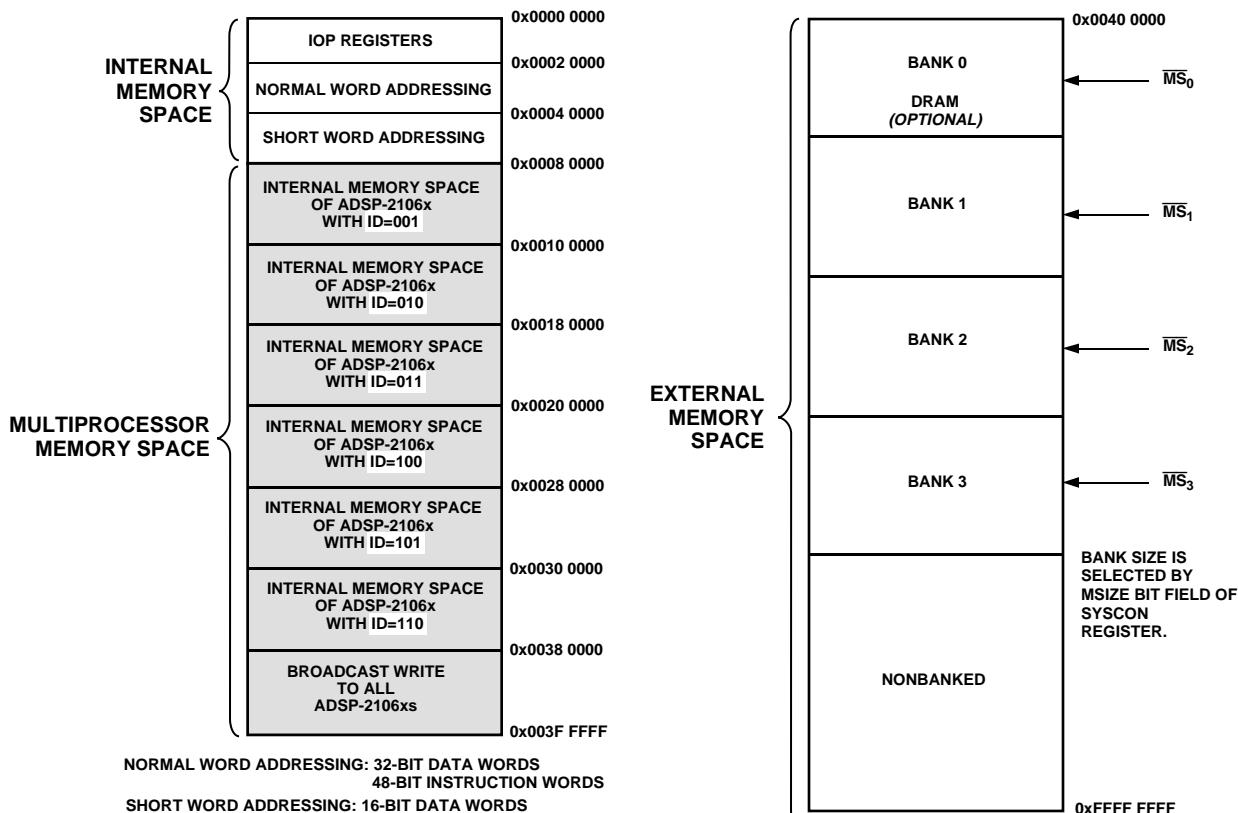 0x0000 0000
IOP REGISTERS
INTERNAL
MEMORY
SPACE
0x0002 0000
NORMAL WORD ADDRESSING
0x0004 0000
SHORT WORD ADDRESSING
0x0008 0000
INTERNAL MEMORY SPACE
OF ADSP-2106x
WITH ID=001
0x0010 0000
INTERNAL MEMORY SPACE
OF ADSP-2106x
WITH ID=010
0x0018 0000
INTERNAL MEMORY SPACE
OF ADSP-2106x
WITH ID=011
MULTIPROCESSOR
MEMORY SPACE
0x0020 0000
INTERNAL MEMORY SPACE
OF ADSP-2106x
WITH ID=100
0x0028 0000
INTERNAL MEMORY SPACE
OF ADSP-2106x
WITH ID=101
0x0030 0000
INTERNAL MEMORY SPACE
OF ADSP-2106x
WITH ID=110
0x0038 0000
BROADCAST WRITE
TO ALL
ADSP-2106xs
0x003F FFFF
NORMAL WORD ADDRESSING: 32-BIT DATA WORDS
48-BIT INSTRUCTION WORDS
SHORT WORD ADDRESSING: 16-BIT DATA WORDS
0x0040 0000
BANK 0
DRAM
(OPTIONAL)
MS0
BANK 1
MS1
BANK 2
MS2
EXTERNAL
MEMORY
SPACE
BANK 3
MS3
BANK SIZE IS
SELECTED BY
MSIZE BIT FIELD OF
SYSCON
REGISTER.
NONBANKED
0xFFFF FFFF